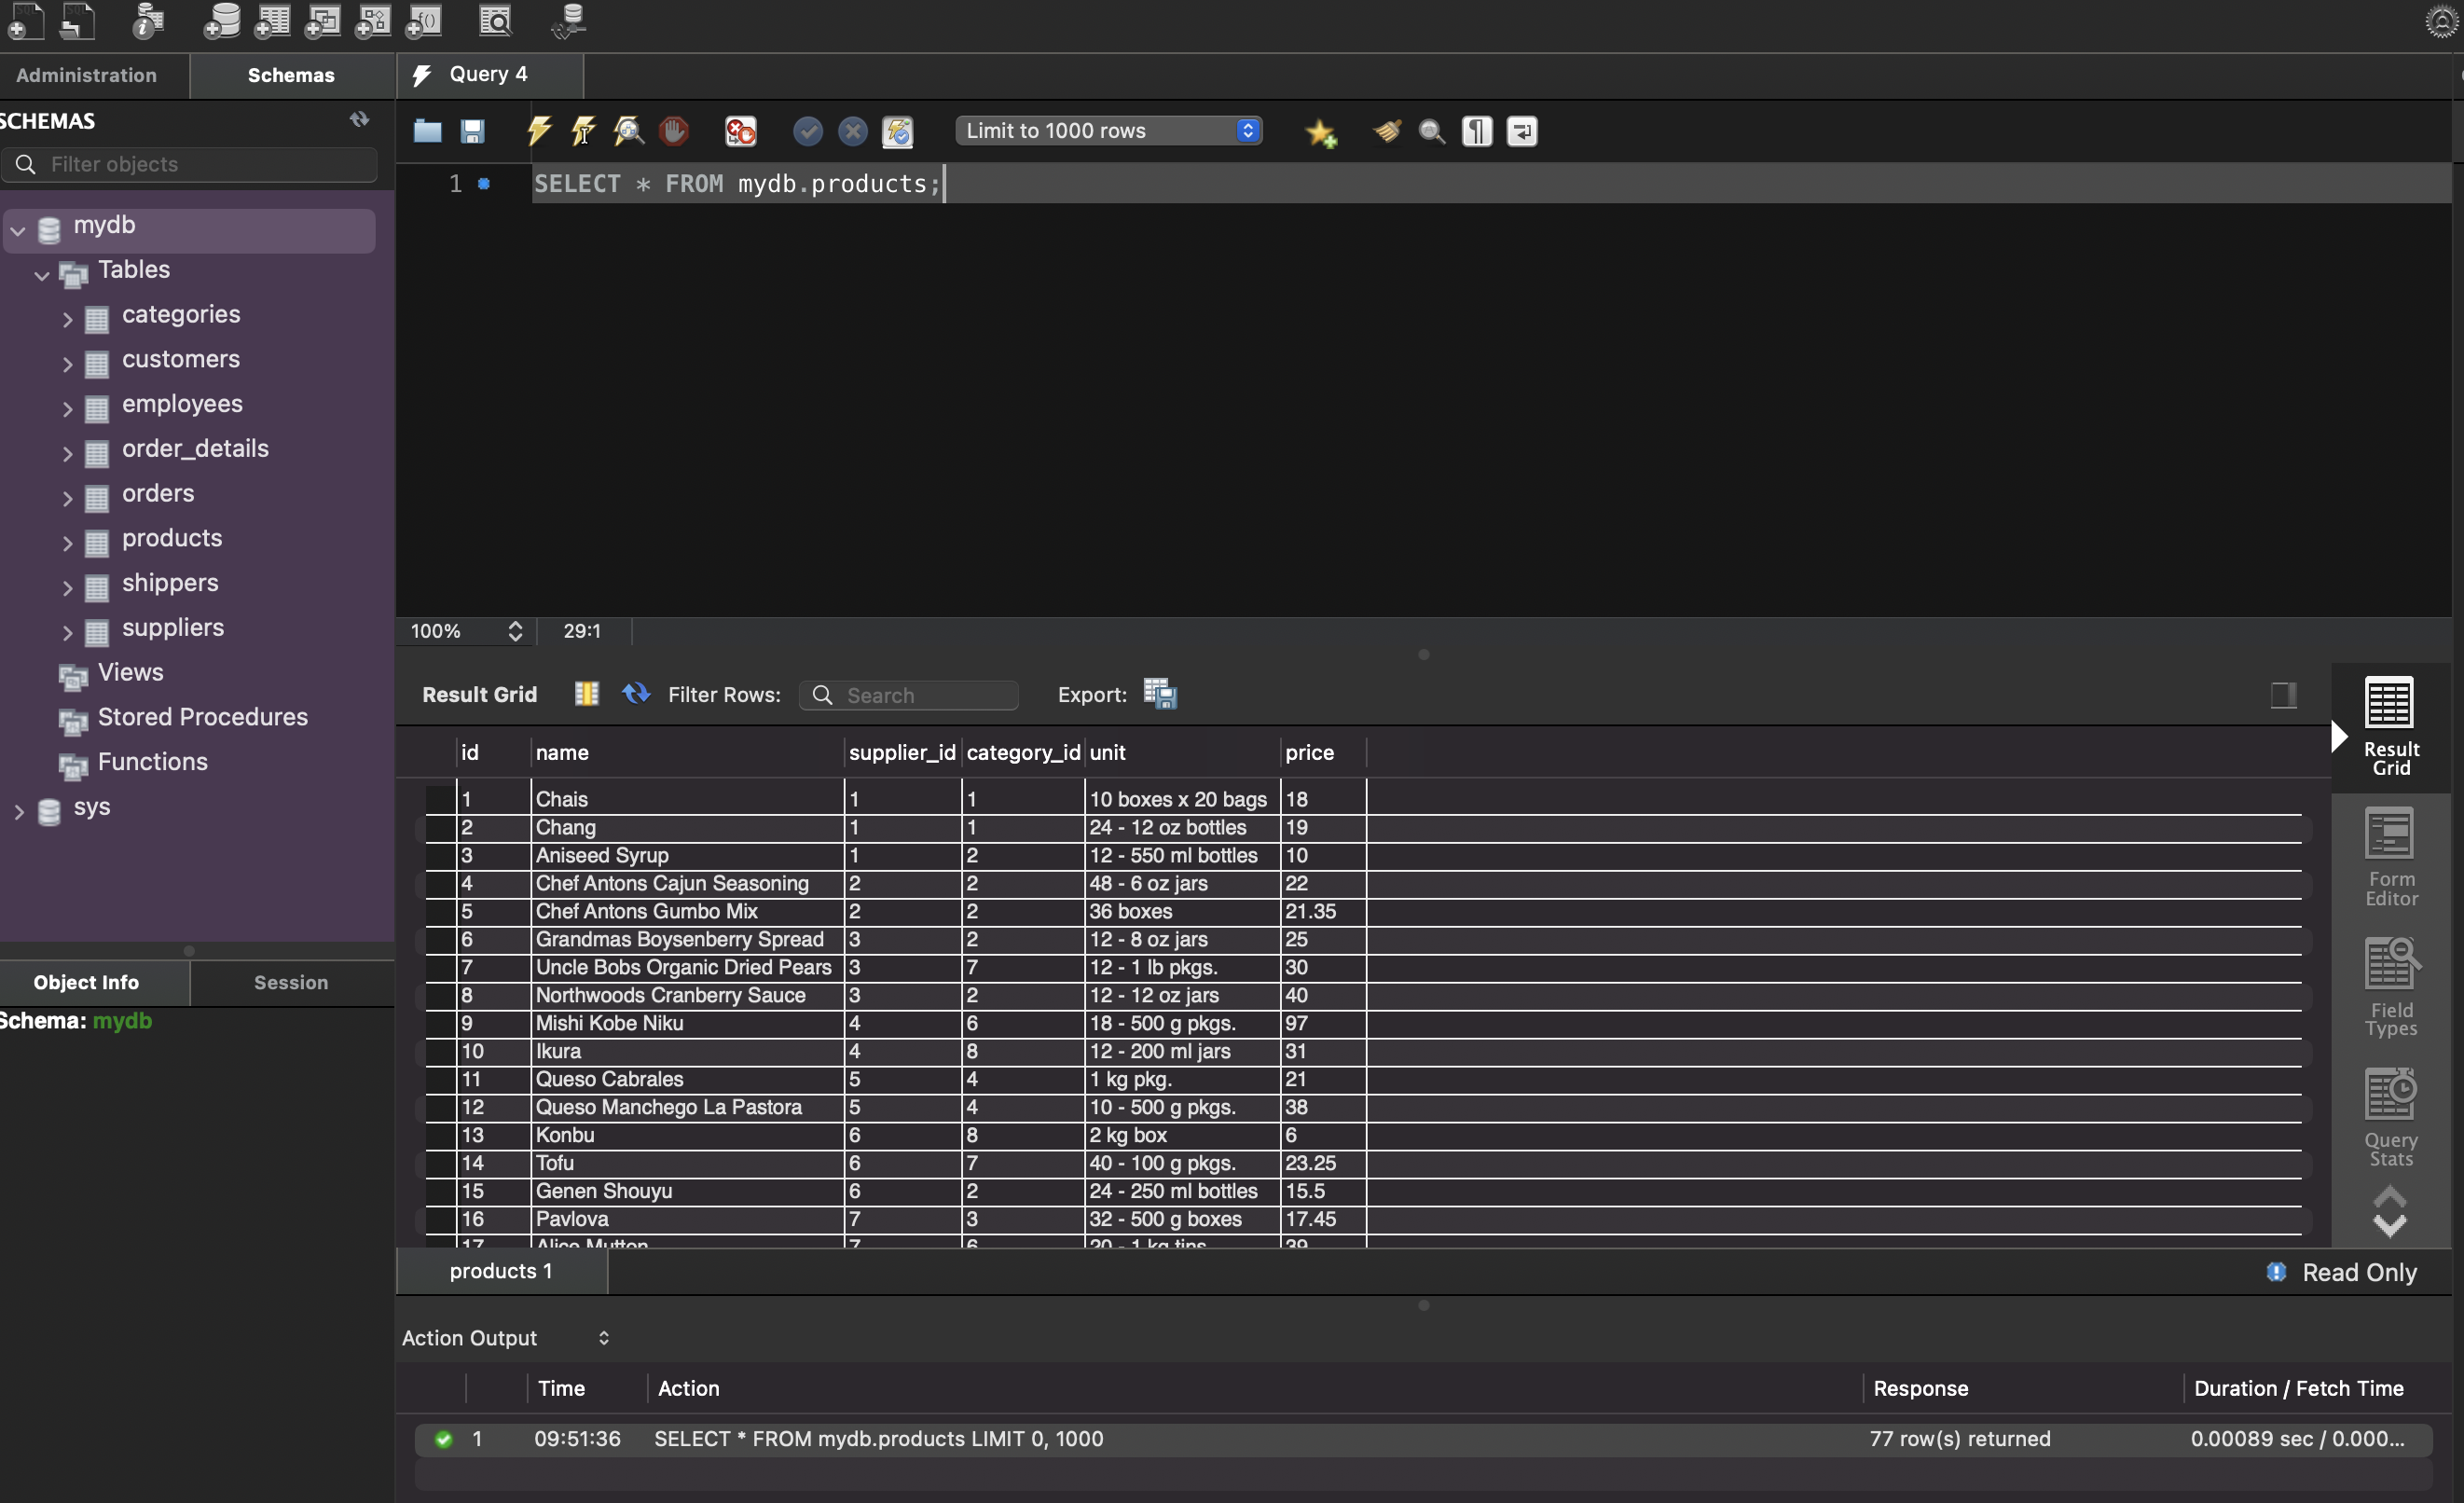 Administration
Schemas
Query 4
SCHEMAS
Filter objects
Limit to 1000 rows
1
SELECT * FROM mydb.products;
mydb
Tables
categories
customers
employees
order_details
orders
products
shippers
suppliers
Views
Stored Procedures
Functions
sys
100%
29:1
Result Grid
Filter Rows:
Search
Export:
id name supplier_id category_id unit price
1 Chais 1 1 10 boxes x 20 bags 18
2 Chang 1 1 24 - 12 oz bottles 19
3 Aniseed Syrup 1 2 12 - 550 ml bottles 10
4 Chef Antons Cajun Seasoning 2 2 48 - 6 oz jars 22
5 Chef Antons Gumbo Mix 2 2 36 boxes 21.35
6 Grandmas Boysenberry Spread 3 2 12 - 8 oz jars 25
7 Uncle Bobs Organic Dried Pears 3 7 12 - 1 lb pkgs. 30
8 Northwoods Cranberry Sauce 3 2 12 - 12 oz jars 40
9 Mishi Kobe Niku 4 6 18 - 500 g pkgs. 97
10 Ikura 4 8 12 - 200 ml jars 31
11 Queso Cabrales 5 4 1 kg pkg. 21
12 Queso Manchego La Pastora 5 4 10 - 500 g pkgs. 38
13 Konbu 6 8 2 kg box 6
14 Tofu 6 7 40 - 100 g pkgs. 23.25
15 Genen Shouyu 6 2 24 - 250 ml bottles 15.5
16 Pavlova 7 3 32 - 500 g boxes 17.45
17 Alice Mutton 7 6 20 - 1 kg tins 39
Result
Grid
Form
Editor
Field
Types
Query
Stats
products 1
Read Only
Object Info
Session
Schema: mydb
Action Output
Time Action Response Duration / Fetch Time
1 09:51:36 SELECT * FROM mydb.products LIMIT 0, 1000 77 row(s) returned 0.00089 sec / 0.000...